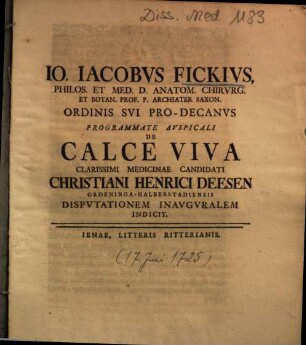 Diss. Med 1183
IO. IACOBVS FICKIVS,
PHILOS. ET MED. D. ANATOM. CHIRVRG.
ET BOTAN. PROF. P. ARCHIATER SAXON.
ORDINIS SVI PRO-DECANVS
PROGRAMMATE AVSPICALI
DE
CALCE VIVA
CLARISSIMI MEDICINAE CANDIDATI
CHRISTIANI HENRICI DEESEN
GROENINGA-HALBERSTADIENSIS
DISPVTATIONEM INAVGVRALEM
INDICIT.
IENAE, LITTERIS RITTERIANIS.
(17. Juni 1725)